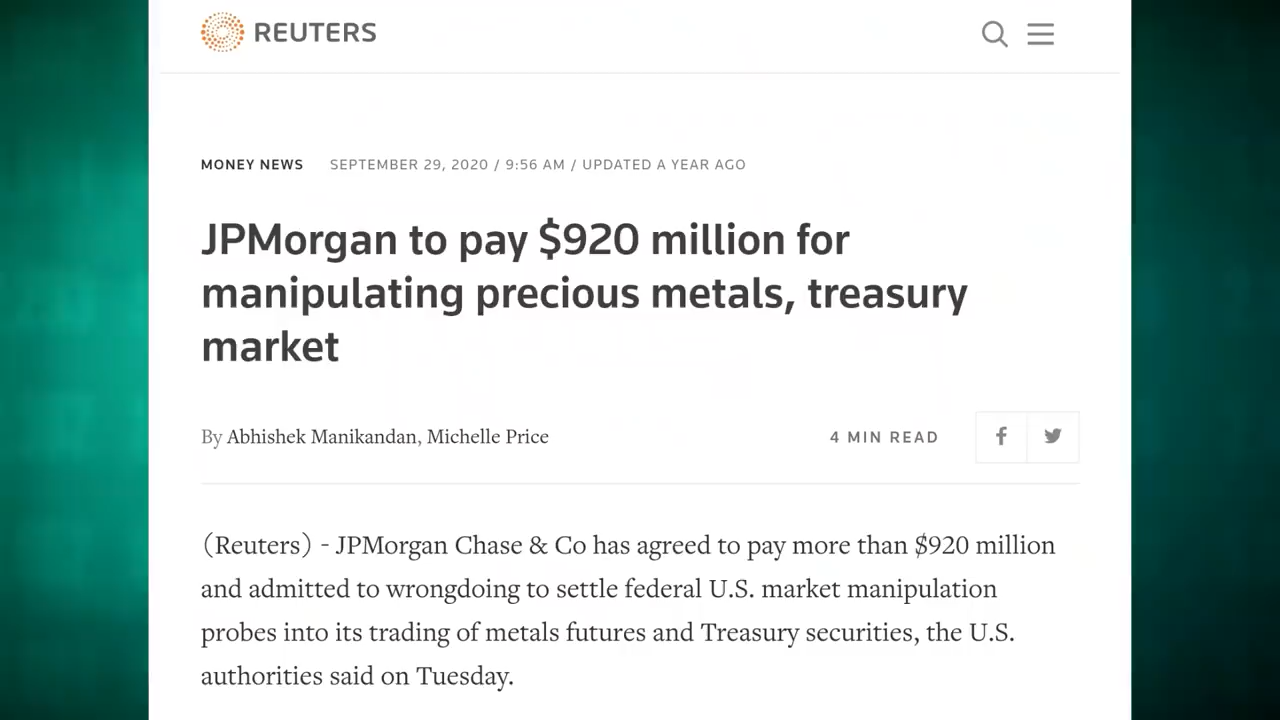 REUTERS
MONEY NEWS SEPTEMBER 29, 2020 / 9:56 AM / UPDATED A YEAR AGO
JPMorgan to pay $920 million for
manipulating precious metals, treasury
market
By Abhishek Manikandan, Michelle Price 4 MIN READ
(Reuters) - JPMorgan Chase & Co has agreed to pay more than $920 million
and admitted to wrongdoing to settle federal U.S. market manipulation
probes into its trading of metals futures and Treasury securities, the U.S.
authorities said on Tuesday.